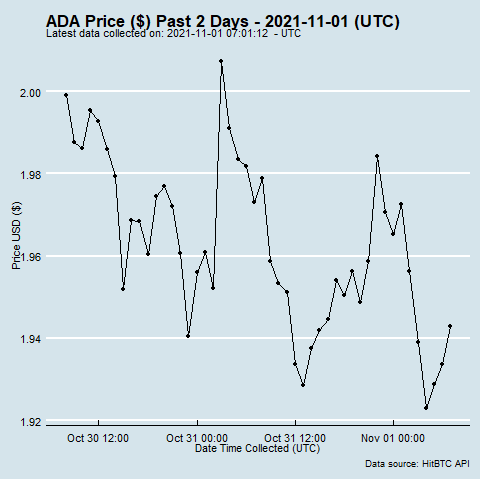 ADA Price ($) Past 2 Days - 2021-11-01 (UTC)
Latest data collected on: 2021-11-01 07:01:12 - UTC
2.00
1.98
1.96
1.94
1.92
Price USD ($)
Oct 30 12:00
Oct 31 00:00
Oct 31 12:00
Nov 01 00:00
Date Time Collected (UTC)
Data source: HitBTC API